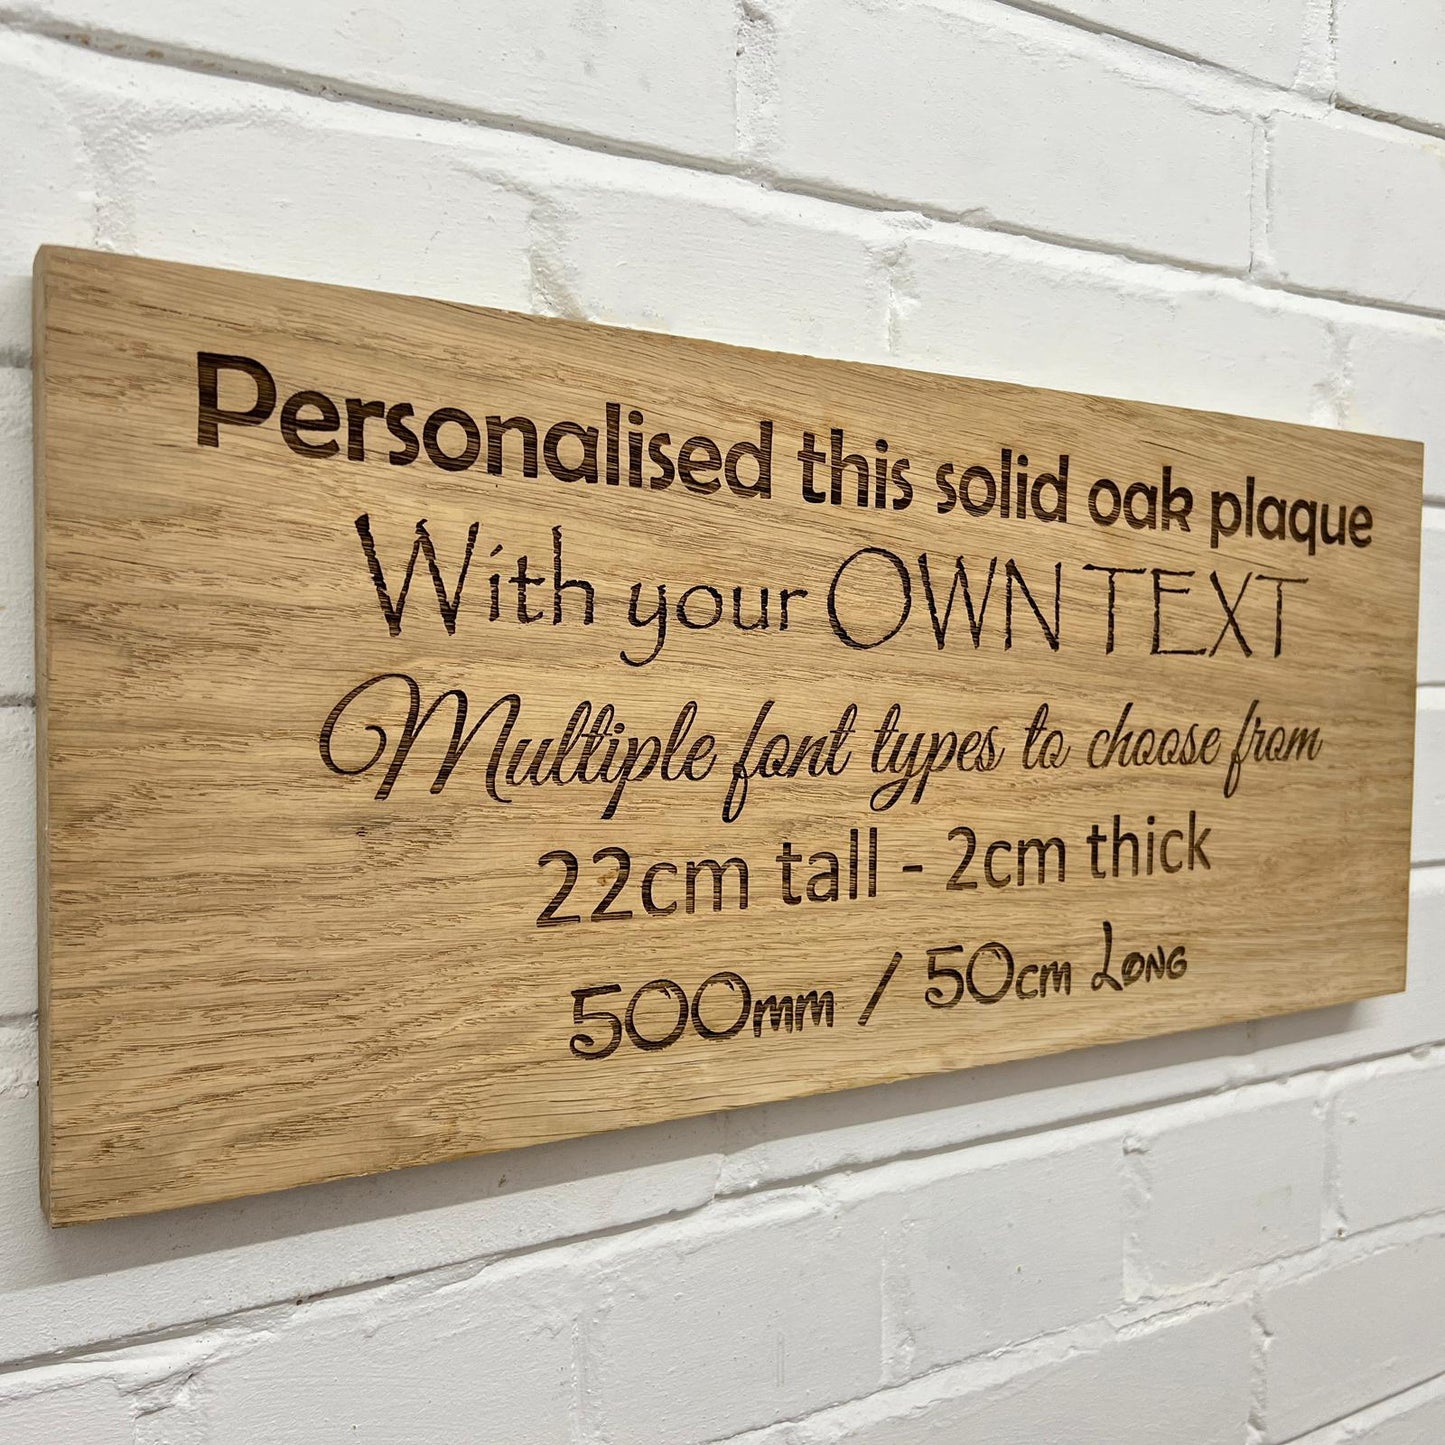 Personalised this solid oak plaque
With your OWN TEXT
Multiple font types to choose from
22cm tall - 2cm thick
500mm / 50cm Long